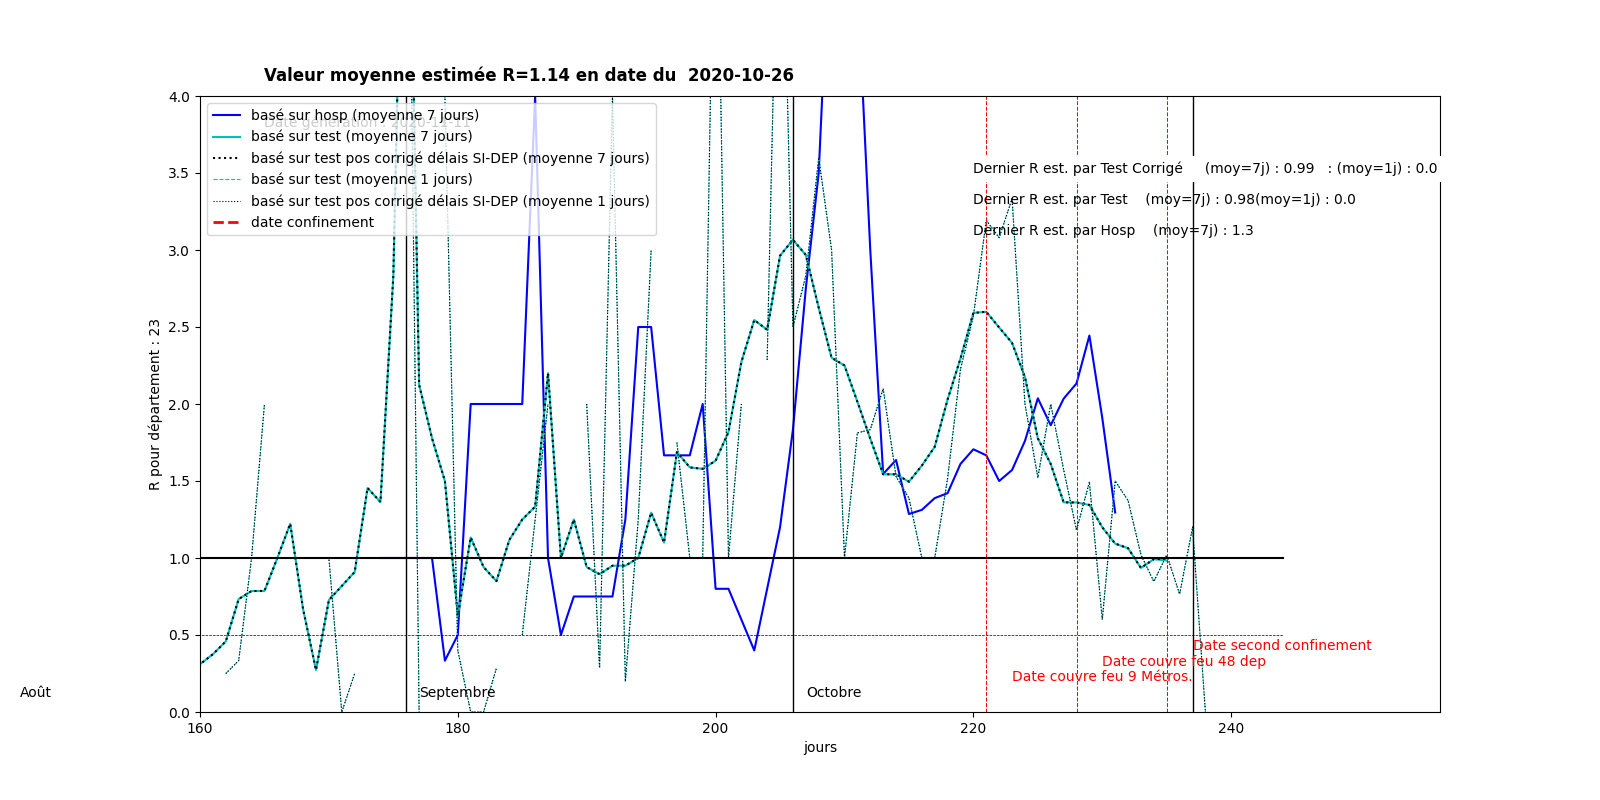 Valeur moyenne estimée R=1.14 en date du  2020-10-26
Date génération : 2020-11-11
basé sur hosp (moyenne 7 jours)
basé sur test (moyenne 7 jours)
basé sur test pos corrigé délais SI-DEP (moyenne 7 jours)
basé sur test (moyenne 1 jours)
basé sur test pos corrigé délais SI-DEP (moyenne 1 jours)
date confinement
Dernier R est. par Test Corrigé     (moy=7j) : 0.99   : (moy=1j) : 0.0
Dernier R est. par Test    (moy=7j) : 0.98(moy=1j) : 0.0
Dernier R est. par Hosp    (moy=7j) : 1.3
R pour département : 23
4.0
3.5
3.0
2.5
2.0
1.5
1.0
0.5
0.0
Date second confinement
Date couvre feu 48 dep
Date couvre feu 9 Métros.
Août
Septembre
Octobre
160
180
200
220
240
jours